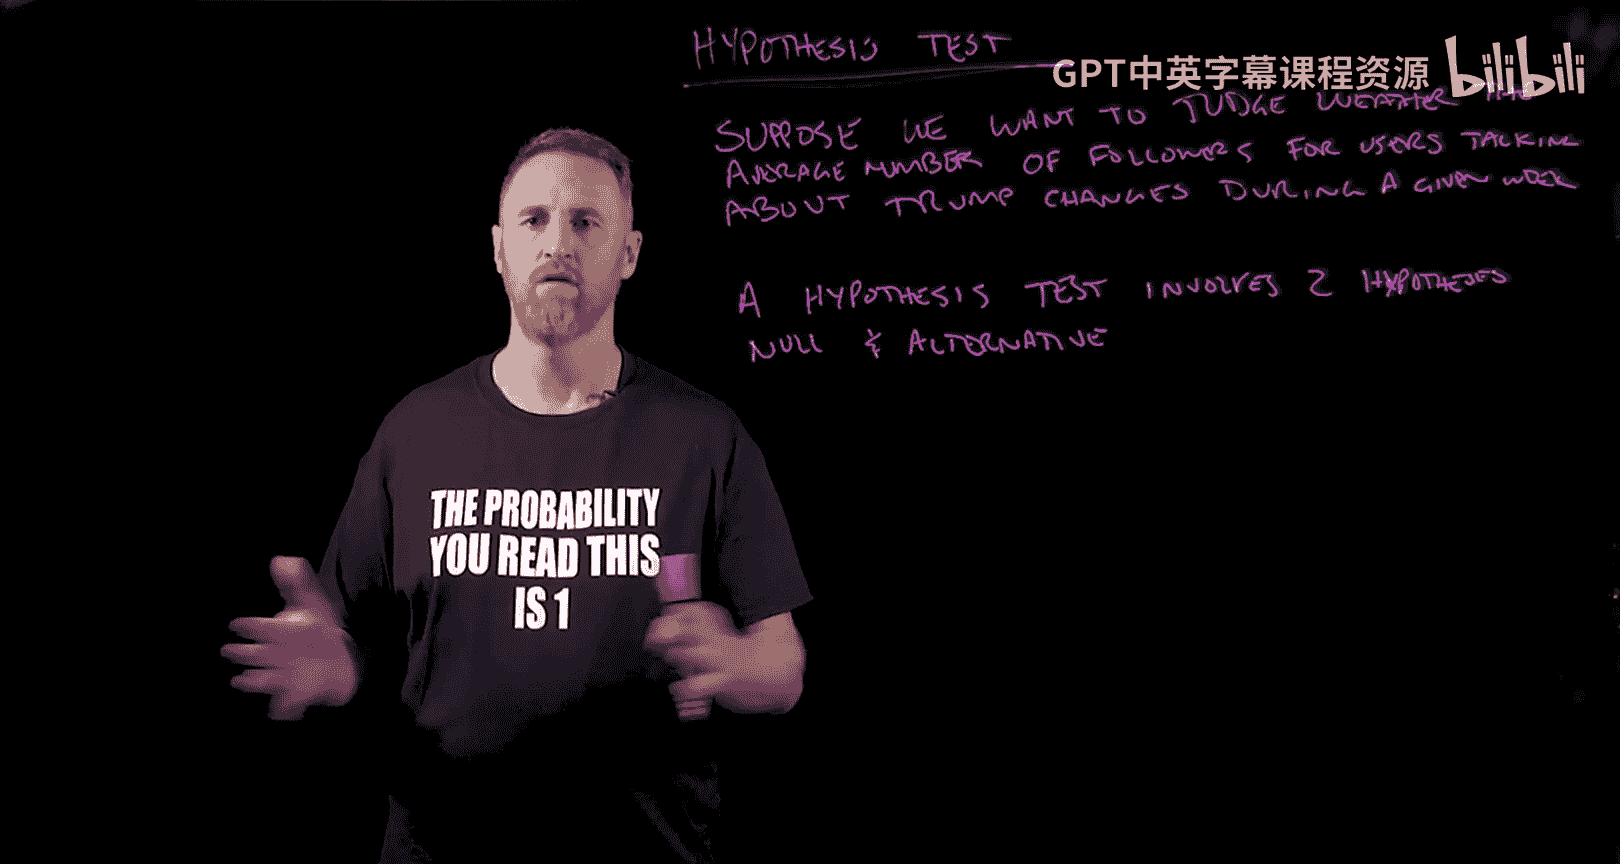 HYPOTHESIS TEST
GPT中英字幕课程资源 bilibili
SUPPOSE WE WANT TO JUDGE WEATHER THE
AVERAGE NUMBER OF FOLLOWERS FOR USERS TALKING
ABOUT TRUMP CHANGES DURING A GIVEN WEEK
A HYPOTHESIS TEST INVOLVES 2 HYPOTHESES
NULL & ALTERNATIVE
THE PROBABILITY
YOU READ THIS
IS 1